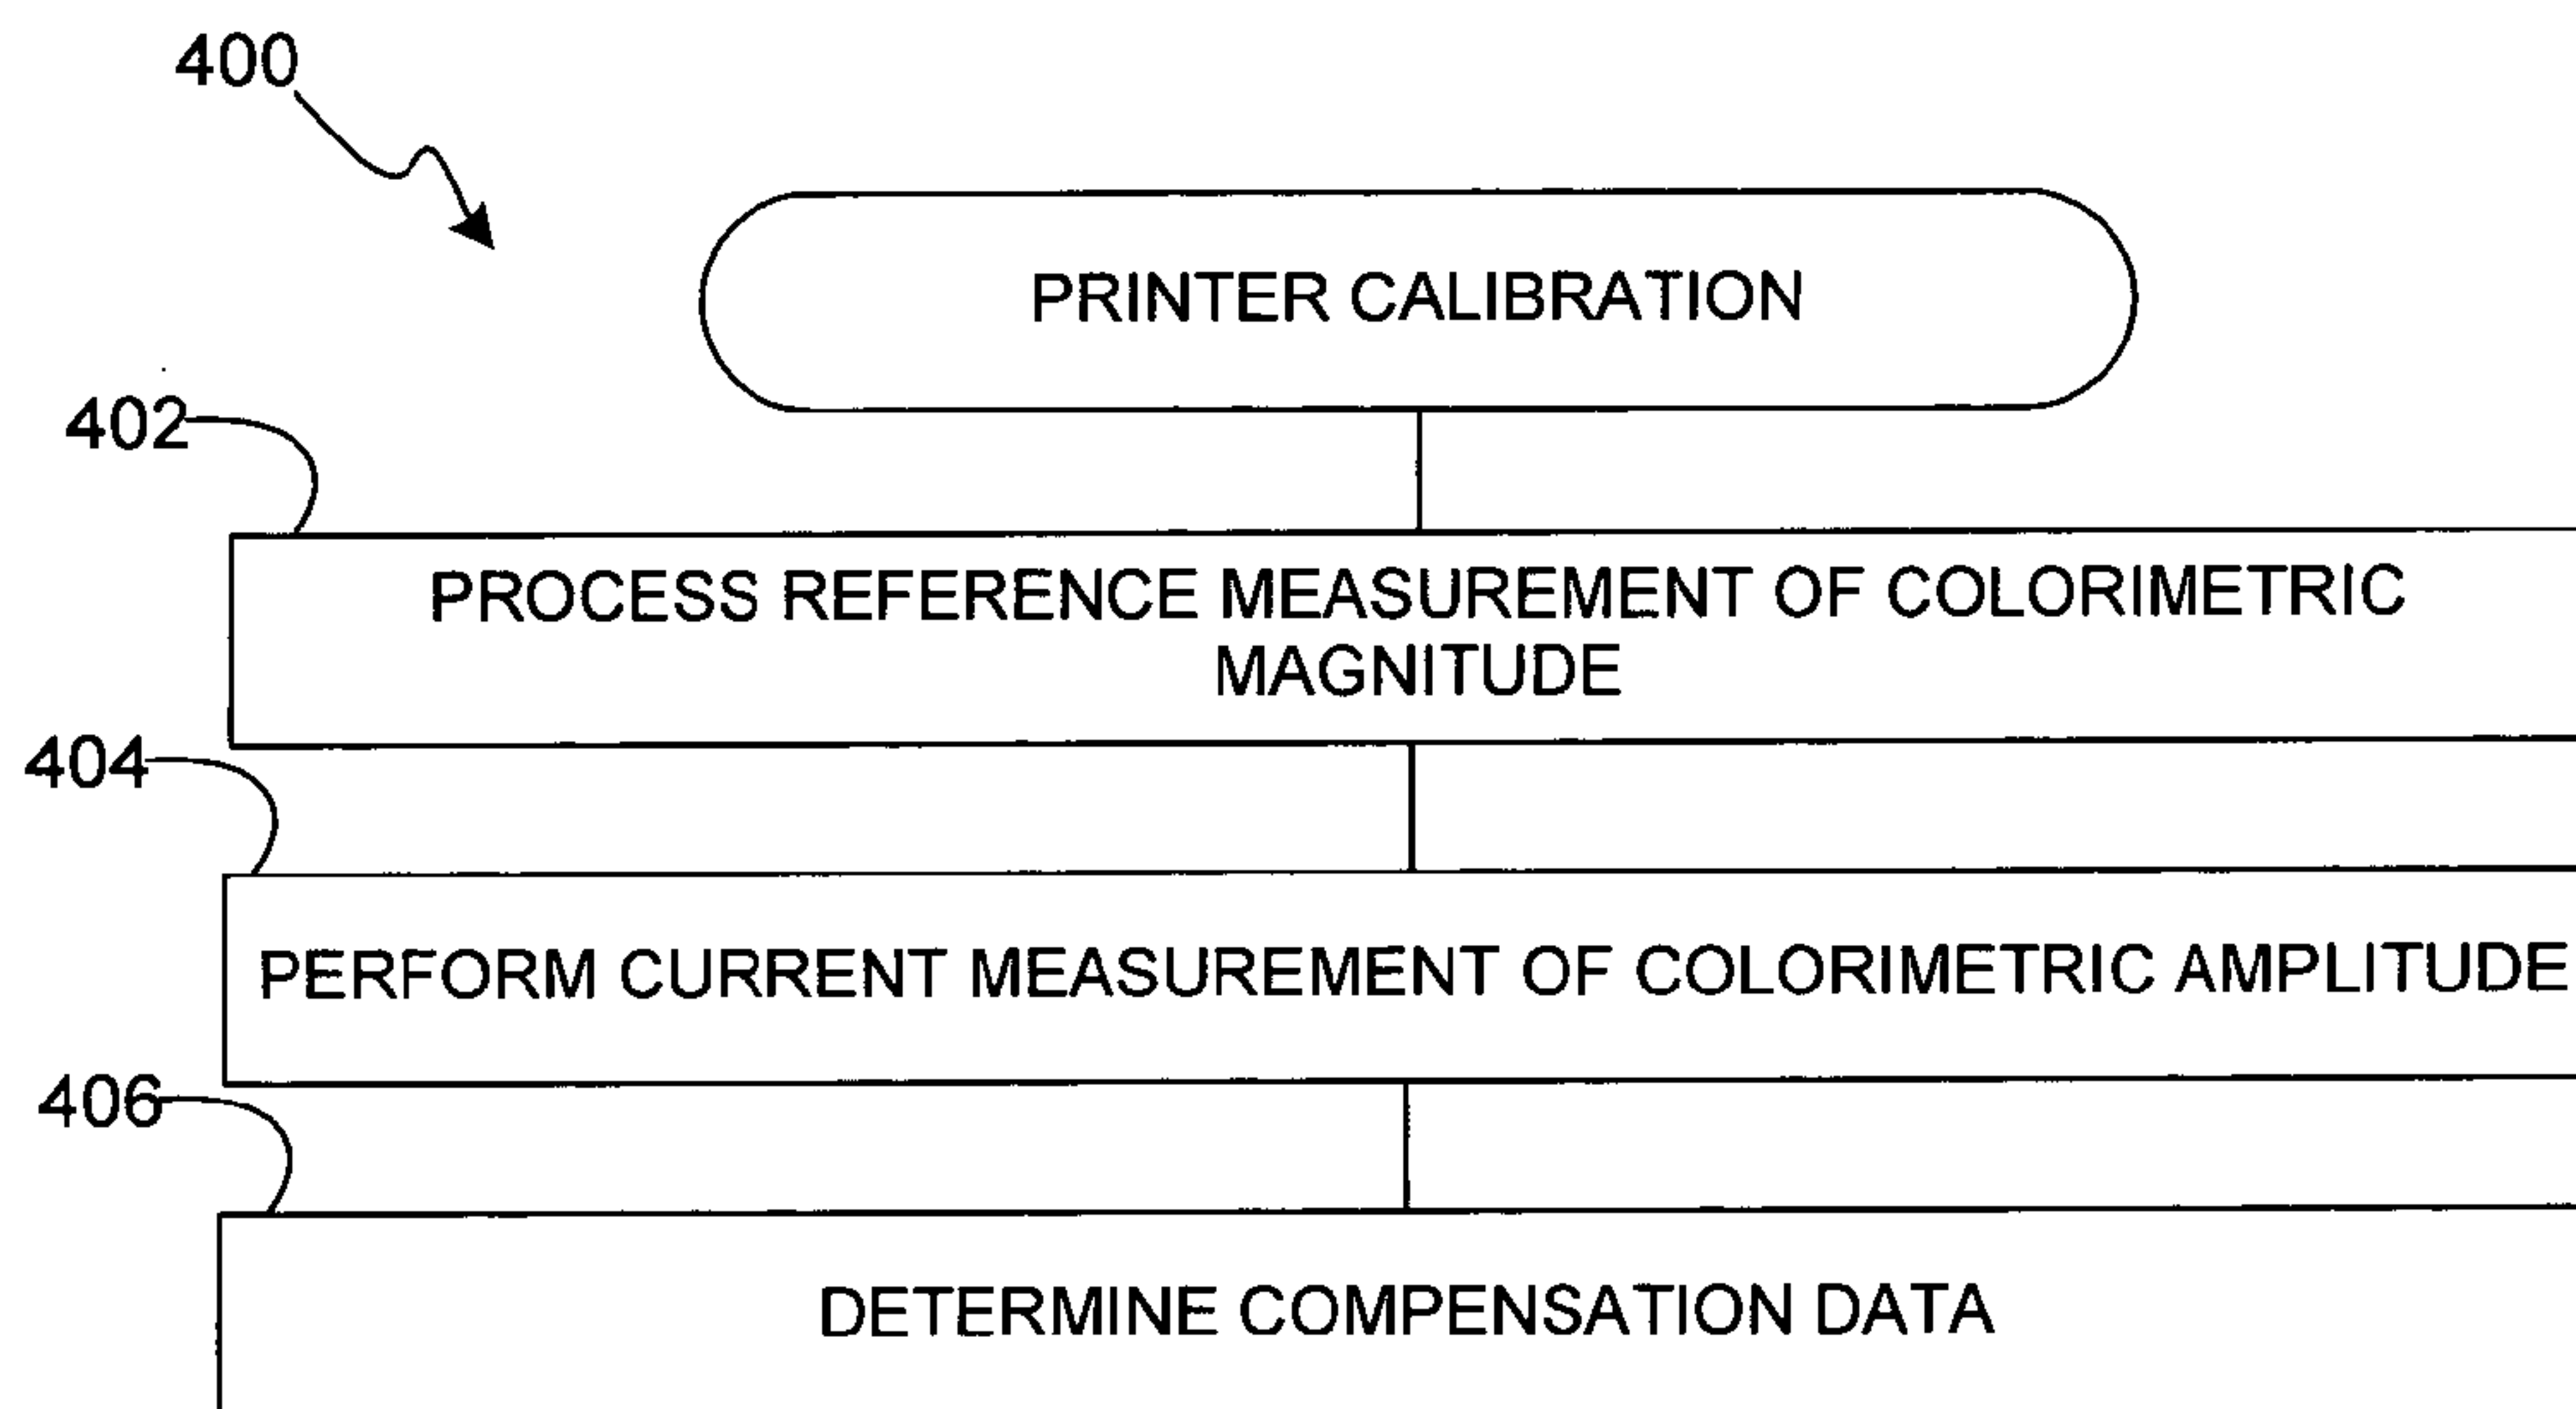 400
PRINTER CALIBRATION
402
PROCESS REFERENCE MEASUREMENT OF COLORIMETRIC
MAGNITUDE
404
PERFORM CURRENT MEASUREMENT OF COLORIMETRIC AMPLITUDE
406
DETERMINE COMPENSATION DATA